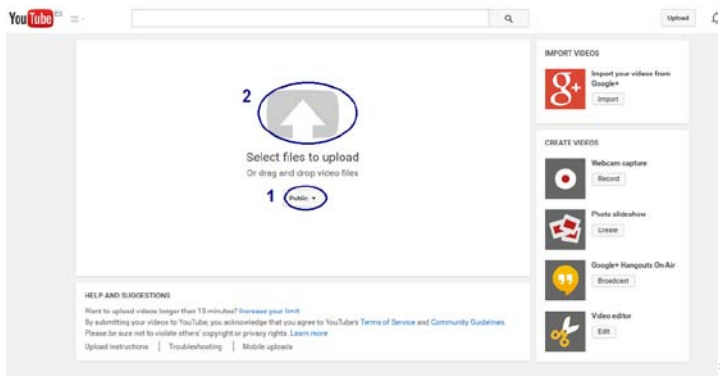 YouTube ES
Upload
2
Select files to upload
Or drag and drop video files
1
Public
IMPORT VIDEOS
Import your videos from
Google+
Import
CREATE VIDEOS
Webcam capture
Record
Photo slideshow
Create
Google+ Hangouts On Air
Broadcast
Video editor
Edit
HELP AND SUGGESTIONS
Want to upload videos longer than 15 minutes? Increase your limit
By submitting your videos to YouTube, you acknowledge that you agree to YouTube's Terms of Service and Community Guidelines.
Please be sure not to violate others' copyright or privacy rights. Learn more
Upload instructions | Troubleshooting | Mobile uploads